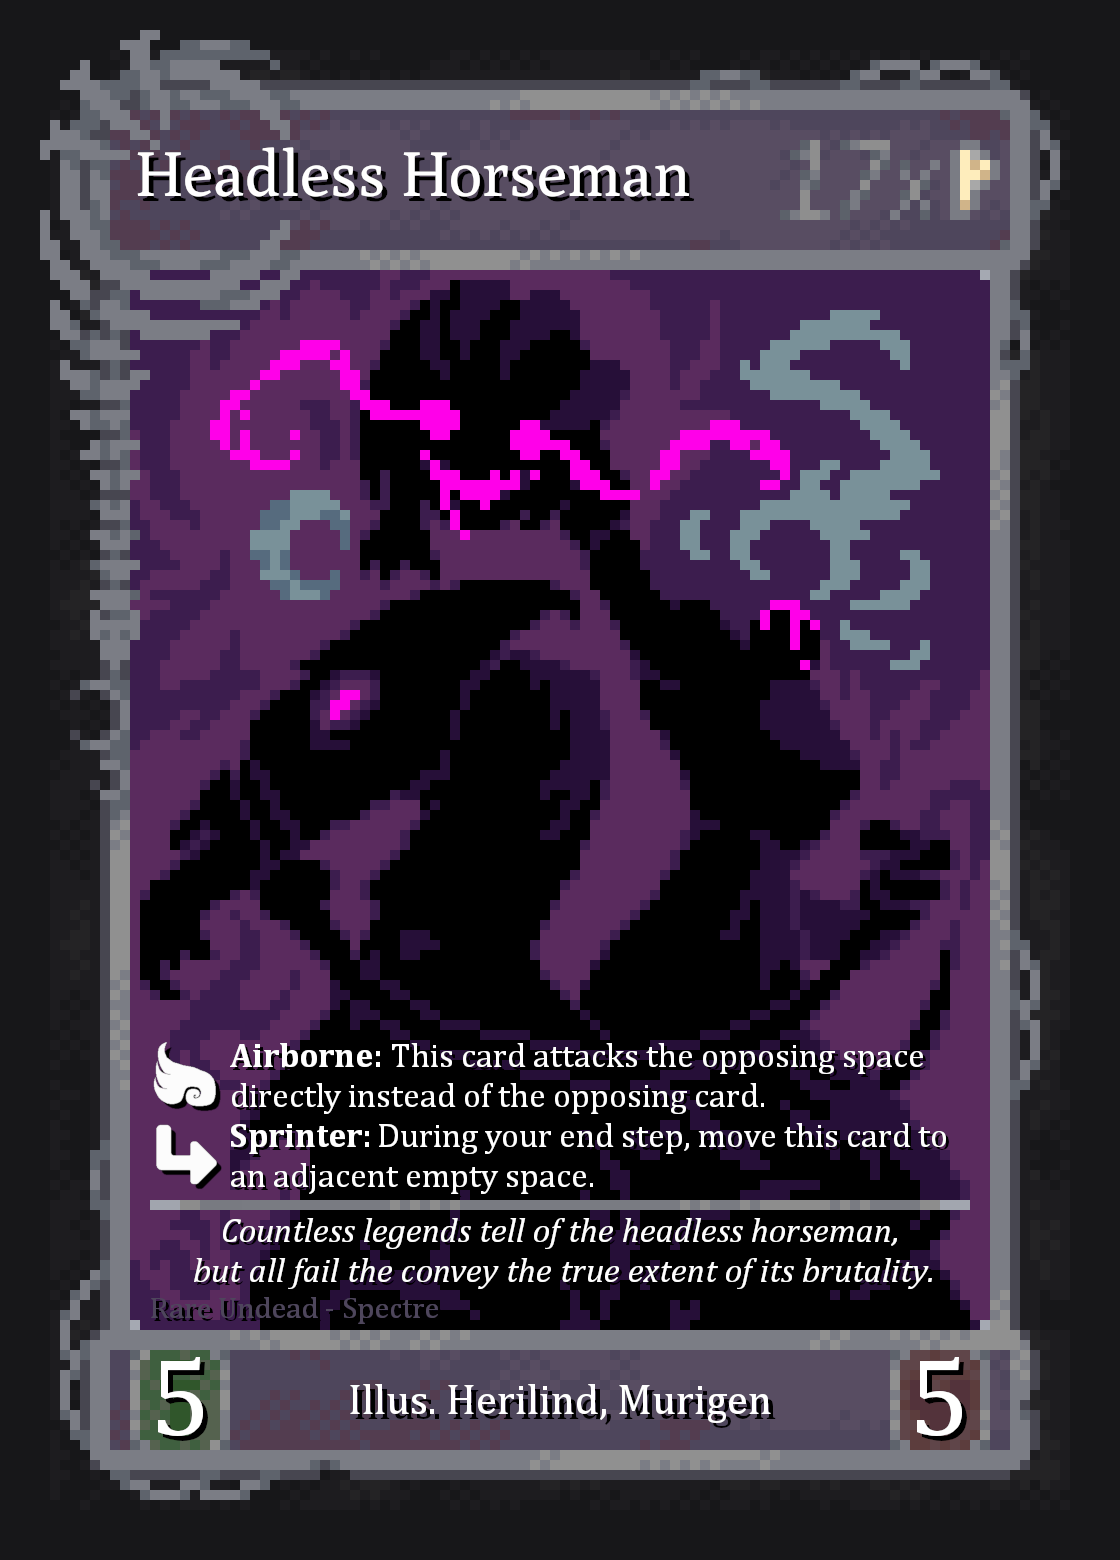 Headless Horseman 17x
Airborne: This card attacks the opposing space
directly instead of the opposing card.
Sprinter: During your end step, move this card to
an adjacent empty space.
Countless legends tell of the headless horseman,
but all fail the convey the true extent of its brutality.
Rare Undead - Spectre
5 Illus. Herilind, Murigen 5